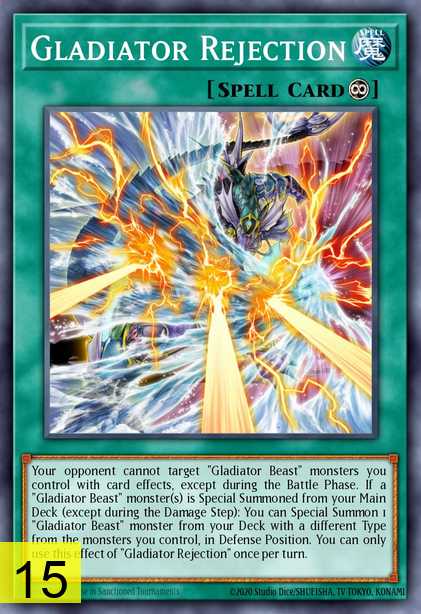 GLADIATOR REJECTION
SPELL
魔
[SPELL CARD]
Your opponent cannot target "Gladiator Beast" monsters you
control with card effects, except during the Battle Phase. If a
"Gladiator Beast" monster(s) is Special Summoned from your Main
Deck (except during the Damage Step): You can Special Summon 1
"Gladiator Beast" monster from your Deck with a different Type
from the monsters you control, in Defense Position. You can only
use this effect of "Gladiator Rejection" once per turn.
15
in Sanctioned Tournaments
©2020 Studio Dice/SHUEISHA, TV TOKYO, KONAMI